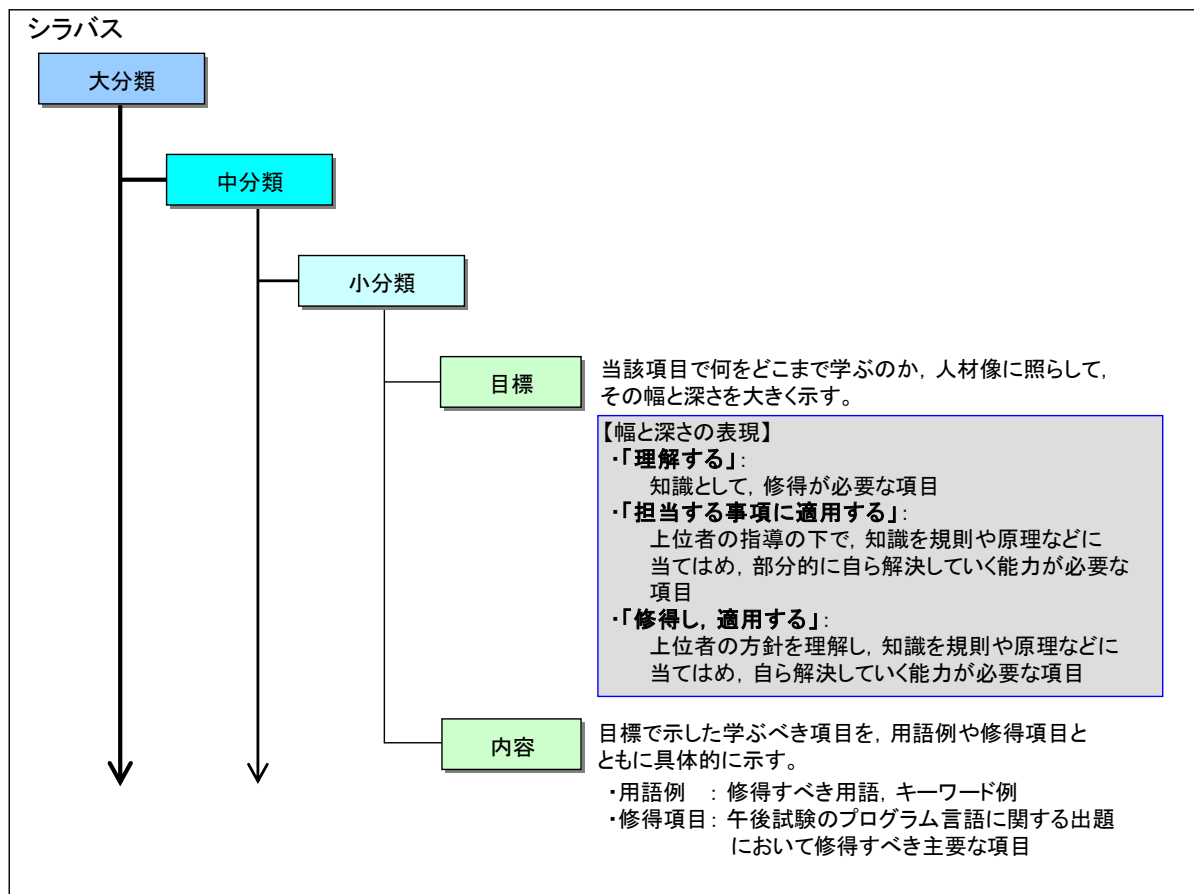 シラバス
大分類
中分類
小分類
目標
当該項目で何をどこまで学ぶのか，人材像に照らして，
その幅と深さを大きく示す。
【幅と深さの表現】
・「理解する」：
知識として，修得が必要な項目
・「担当する事項に適用する」：
上位者の指導の下で，知識を規則や原理などに
当てはめ，部分的に自ら解決していく能力が必要な
項目
・「修得し，適用する」：
上位者の方針を理解し，知識を規則や原理などに
当てはめ，自ら解決していく能力が必要な項目
内容
目標で示した学ぶべき項目を，用語例や修得項目と
ともに具体的に示す。
・用語例　：修得すべき用語，キーワード例
・修得項目：午後試験のプログラム言語に関する出題
において修得すべき主要な項目